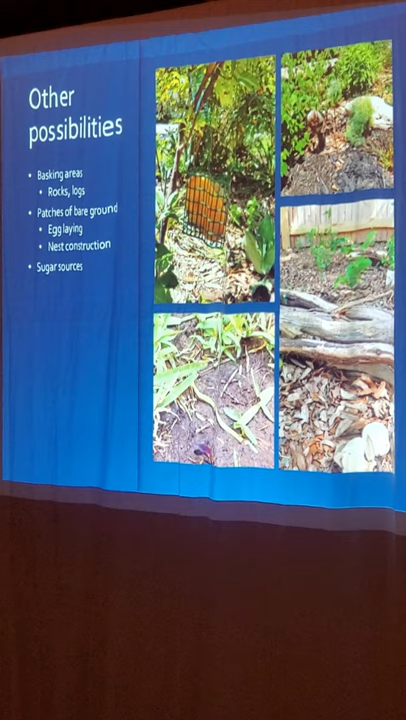 Other
possibilities
• Basking areas
• Rocks, logs
• Patches of bare ground
• Egg laying
• Nest construction
• Sugar sources